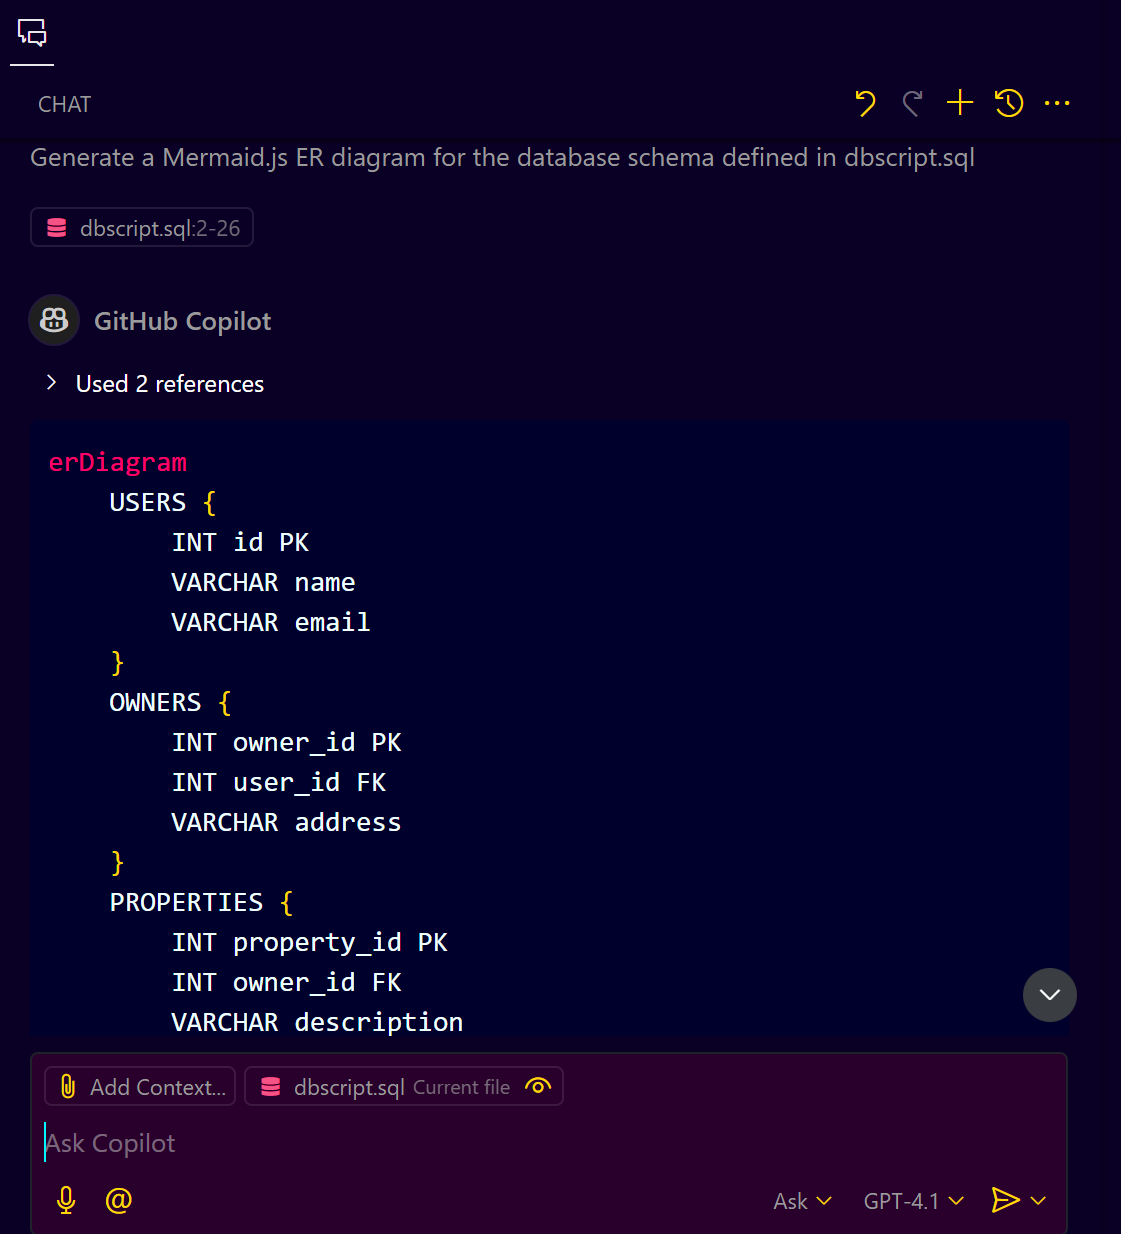 CHAT
Generate a Mermaid.js ER diagram for the database schema defined in dbscript.sql
dbscript.sql:2-26
GitHub Copilot
Used 2 references
erDiagram
    USERS {
        INT id PK
        VARCHAR name
        VARCHAR email
    }
    OWNERS {
        INT owner_id PK
        INT user_id FK
        VARCHAR address
    }
    PROPERTIES {
        INT property_id PK
        INT owner_id FK
        VARCHAR description
Add Context... dbscript.sql Current file
Ask Copilot
@ Ask GPT-4.1